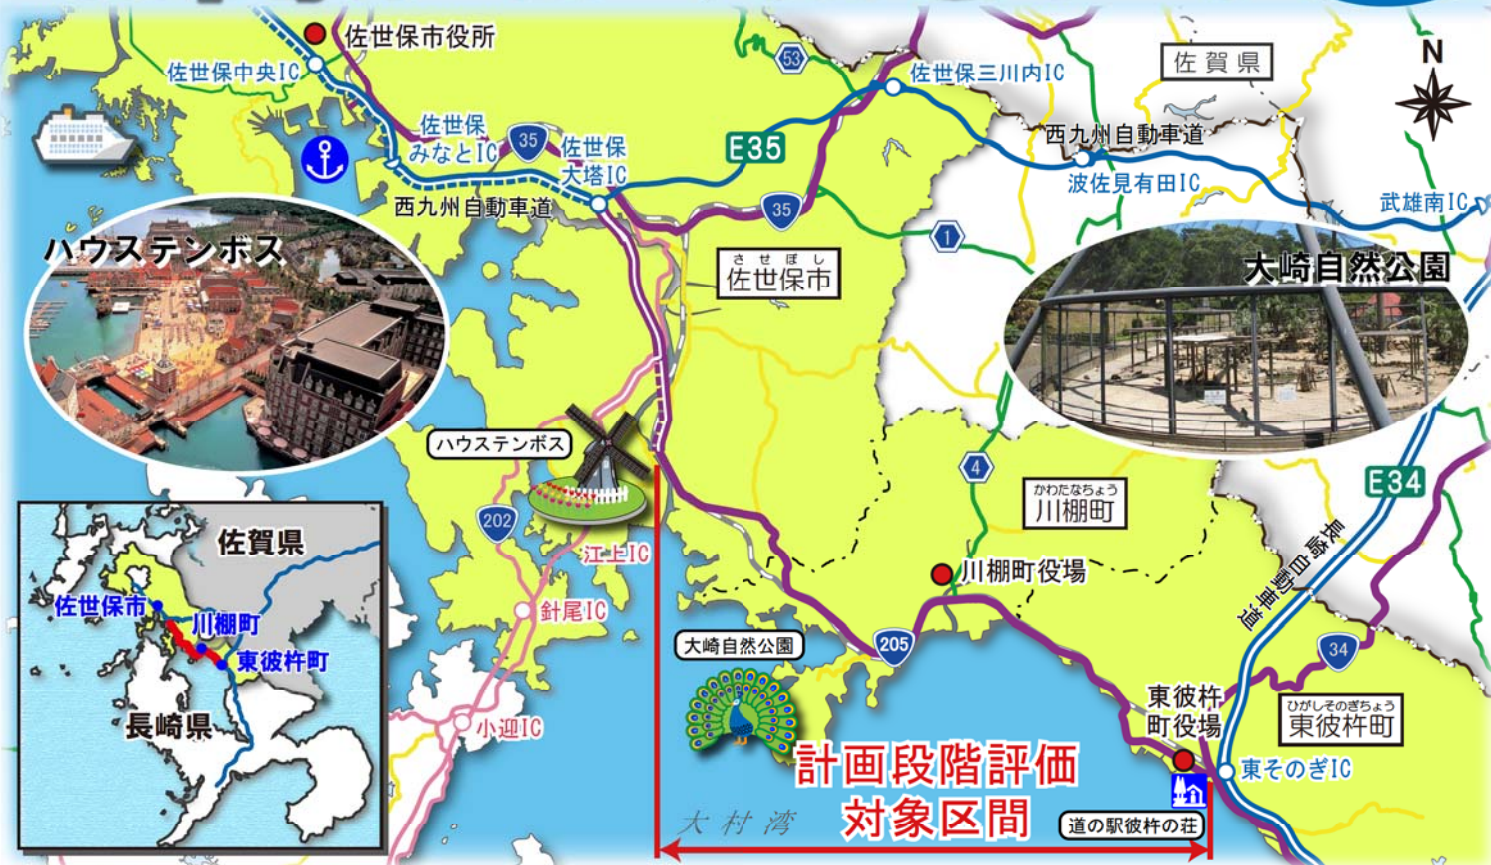 佐世保市役所
佐世保中央IC
53
佐世保三川内IC
佐賀県
N
佐世保
みなとIC
35
佐世保
大塔IC
E35
西九州自動車道
波佐見有田IC
武雄南IC
西九州自動車道
35
1
ハウステンボス
させぼし
佐世保市
大崎自然公園
ハウステンボス
4
かわたなちょう
川棚町
E34
202
江上IC
長崎自動車道
佐賀県
佐世保市
川棚町
東彼杵町
長崎県
針尾IC
川棚町役場
大崎自然公園
205
34
小迎IC
東彼杵
町役場
ひがしそのぎちょう
東彼杵町
計画段階評価
対象区間
東そのぎIC
大村湾
道の駅彼杵の荘